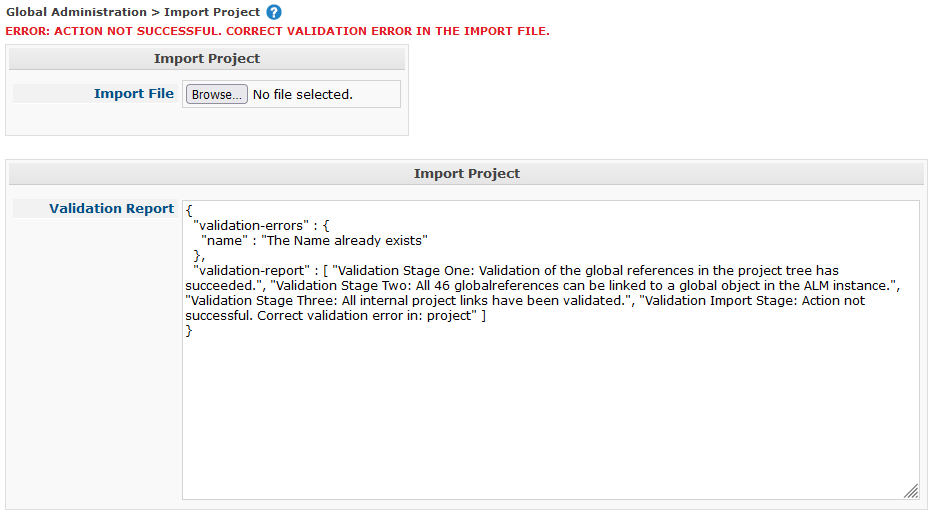 Global Administration > Import Project ?
ERROR: ACTION NOT SUCCESSFUL. CORRECT VALIDATION ERROR IN THE IMPORT FILE.
Import Project
Import File Browse... No file selected.
Import Project
Validation Report
{
"validation-errors" : {
"name" : "The Name already exists"
},
"validation-report" : [ "Validation Stage One: Validation of the global references in the project tree has
succeeded.", "Validation Stage Two: All 46 globalreferences can be linked to a global object in the ALM instance.",
"Validation Stage Three: All internal project links have been validated.", "Validation Import Stage: Action not
successful. Correct validation error in: project" ]
}